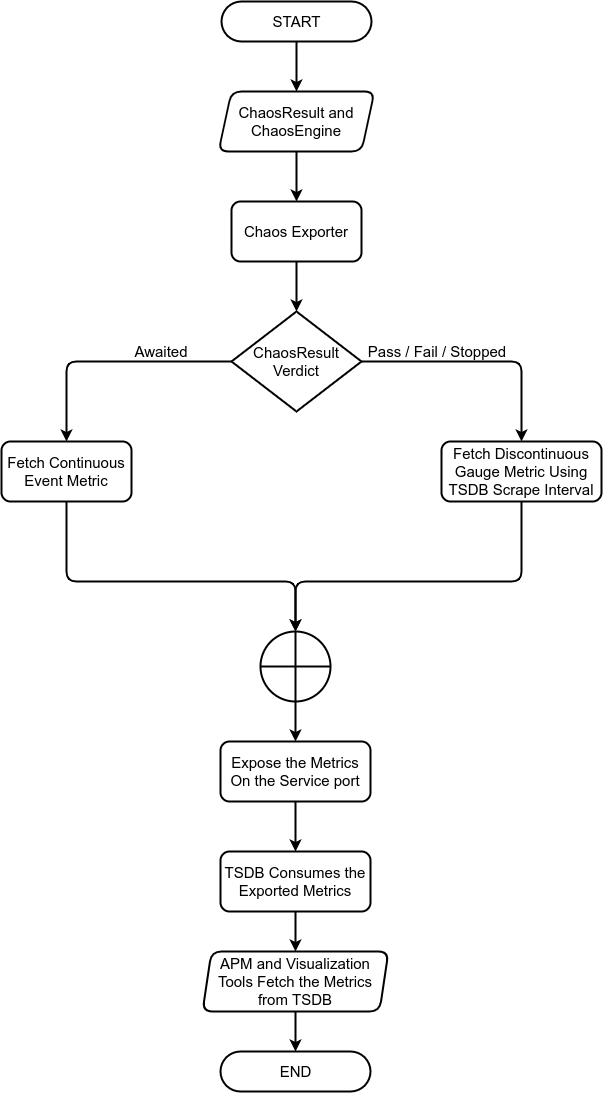 START
ChaosResult and
ChaosEngine
Chaos Exporter
ChaosResult
Verdict
Awaited
Pass / Fail / Stopped
Fetch Continuous
Event Metric
Fetch Discontinuous
Gauge Metric Using
TSDB Scrape Interval
Expose the Metrics
On the Service port
TSDB Consumes the
Exported Metrics
APM and Visualization
Tools Fetch the Metrics
from TSDB
END